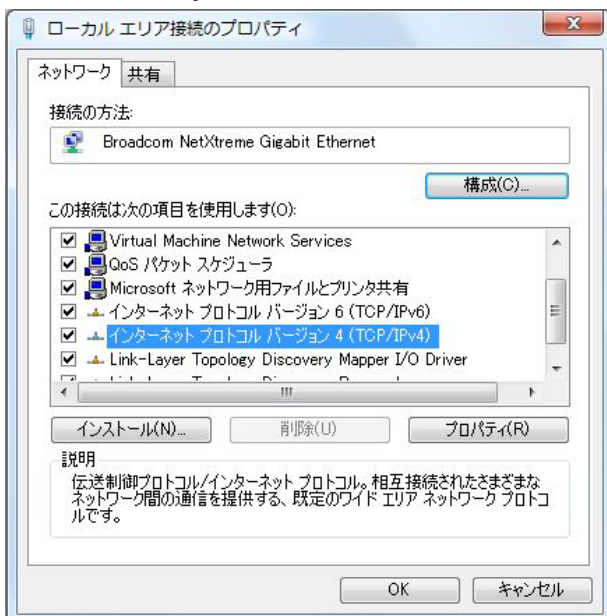 ローカル エリア接続のプロパティ
ネットワーク 共有
接続の方法:
Broadcom NetXtreme Gigabit Ethernet
構成(C)...
この接続は次の項目を使用します(O):
Virtual Machine Network Services
QoS パケット スケジューラ
Microsoft ネットワーク用ファイルとプリンタ共有
インターネット プロトコル バージョン 6 (TCP/IPv6)
インターネット プロトコル バージョン 4 (TCP/IPv4)
Link-Layer Topology Discovery Mapper I/O Driver
インストール(N)... 削除(U) プロパティ(R)
説明
伝送制御プロトコル/インターネット プロトコル。相互接続されたさまざまな
ネットワーク間の通信を提供する、既定のワイド エリア ネットワーク プロトコ
ルです。
OK キャンセル